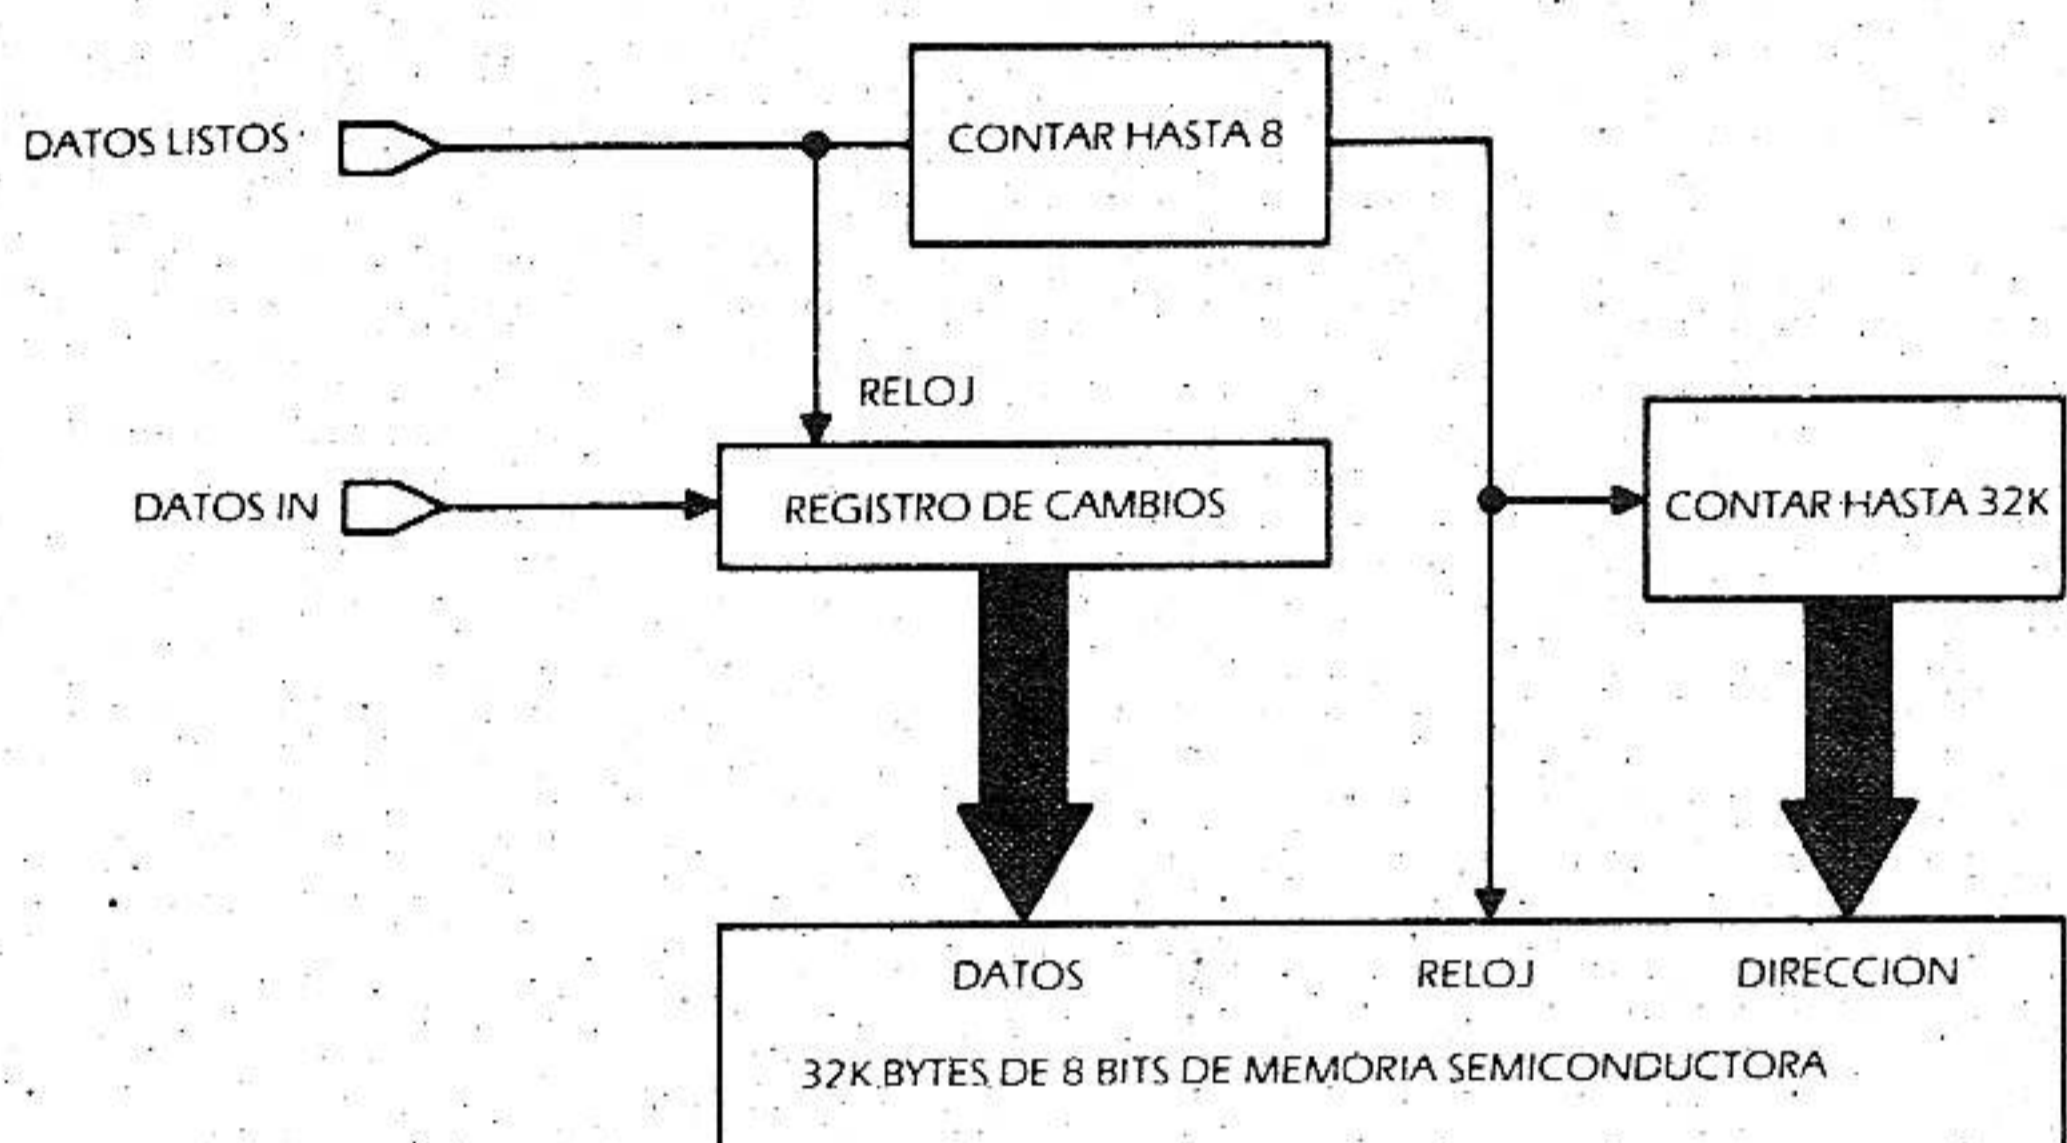 DATOS LISTOS
CONTAR HASTA 8
RELOJ
DATOS IN
REGISTRO DE CAMBIOS
CONTAR HASTA 32K
DATOS
RELOJ
DIRECCION
32K BYTES DE 8 BITS DE MEMORIA SEMICONDUCTORA